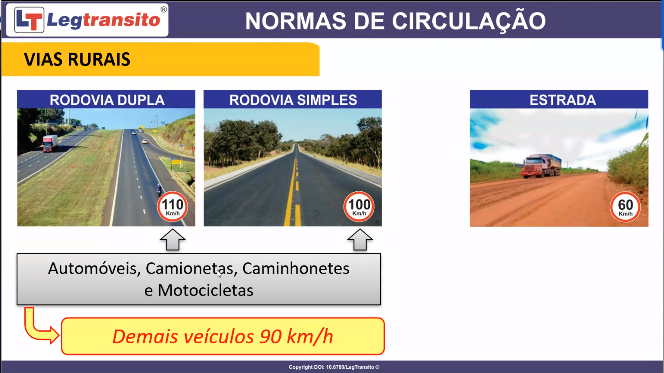 LT Legtransito®
NORMAS DE CIRCULAÇÃO
VIAS RURAIS
RODOVIA DUPLA
RODOVIA SIMPLES
ESTRADA
110
Km/h
100
Km/h
60
Km/h
Automóveis, Camionetas, Caminhonetes
e Motocicletas
Demais veículos 90 km/h
Copyright DOI: 10.6789/LegTransito ©